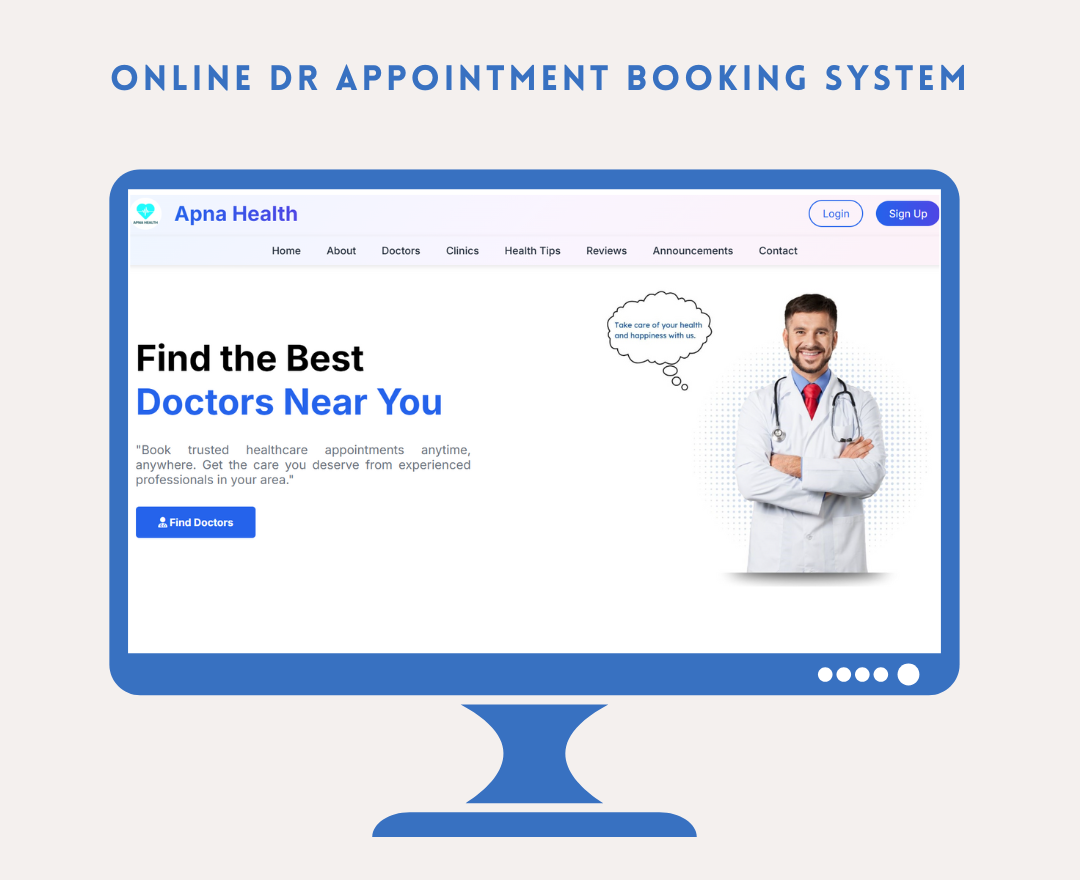 ONLINE DR APPOINTMENT BOOKING SYSTEM
APNA HEALTH
Apna Health
Login
Sign Up
Home
About
Doctors
Clinics
Health Tips
Reviews
Announcements
Contact
Take care of your health
and happiness with us.
Find the Best
Doctors Near You
"Book trusted healthcare appointments anytime,
anywhere. Get the care you deserve from experienced
professionals in your area."
Find Doctors